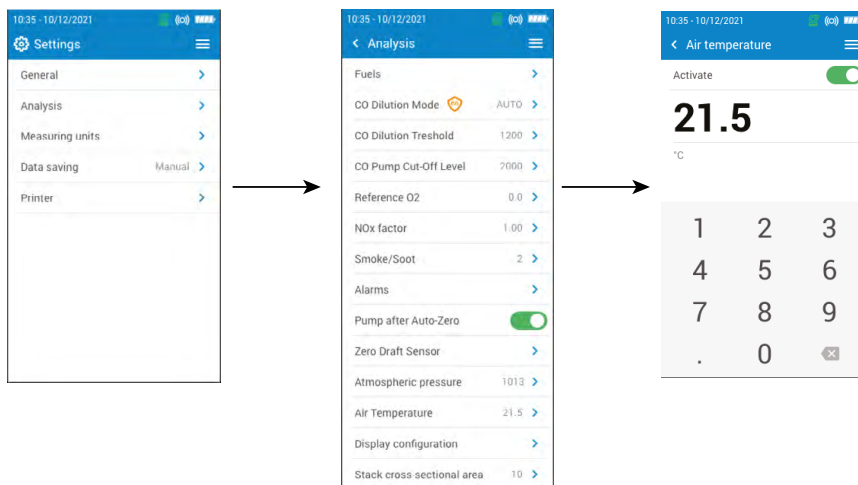 10:35 - 10/12/2021
Settings
General
Analysis
Measuring units
Data saving Manual
Printer
10:35 - 10/12/2021
Analysis
Fuels
CO Dilution Mode AUTO
CO Dilution Treshold 1200
CO Pump Cut-Off Level 2000
Reference O2 0.0
NOx factor 1.00
Smoke/Soot 2
Alarms
Pump after Auto-Zero
Zero Draft Sensor
Atmospheric pressure 1013
Air Temperature 21.5
Display configuration
Stack cross sectional area 10
10:35 - 10/12/2021
Air temperature
Activate
21.5
°C
1 2 3
4 5 6
7 8 9
. 0